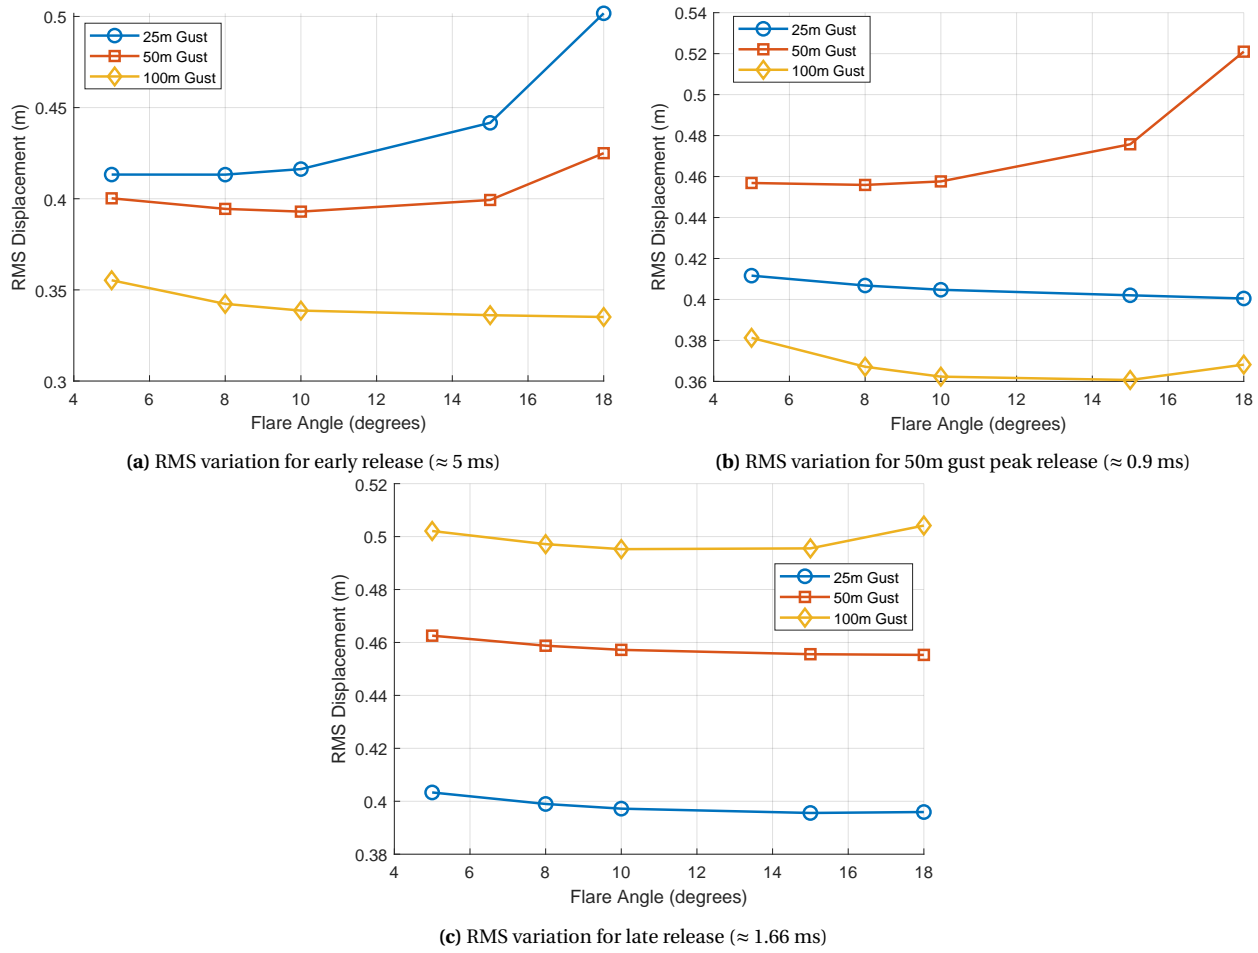 0.5
0.45
0.4
0.35
0.3
RMS Displacement (m)
25m Gust
50m Gust
100m Gust
4 6 8 10 12 14 16 18
Flare Angle (degrees)
(a) RMS variation for early release (≈ 5 ms)
0.54
0.52
0.5
0.48
0.46
0.44
0.42
0.4
0.38
0.36
RMS Displacement (m)
25m Gust
50m Gust
100m Gust
4 6 8 10 12 14 16 18
Flare Angle (degrees)
(b) RMS variation for 50m gust peak release (≈ 0.9 ms)
0.52
0.5
0.48
0.46
0.44
0.42
0.4
0.38
RMS Displacement (m)
25m Gust
50m Gust
100m Gust
4 6 8 10 12 14 16 18
Flare Angle (degrees)
(c) RMS variation for late release (≈ 1.66 ms)